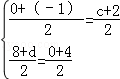 { (0+(-1))/2 = (c+2)/2
(8+d)/2 = (0+4)/2